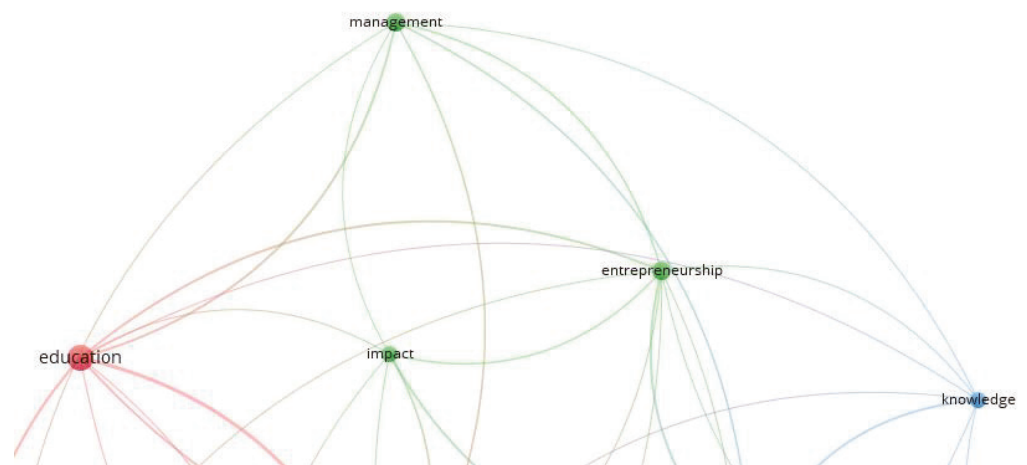 management
entrepreneurship
impact
education
knowledge